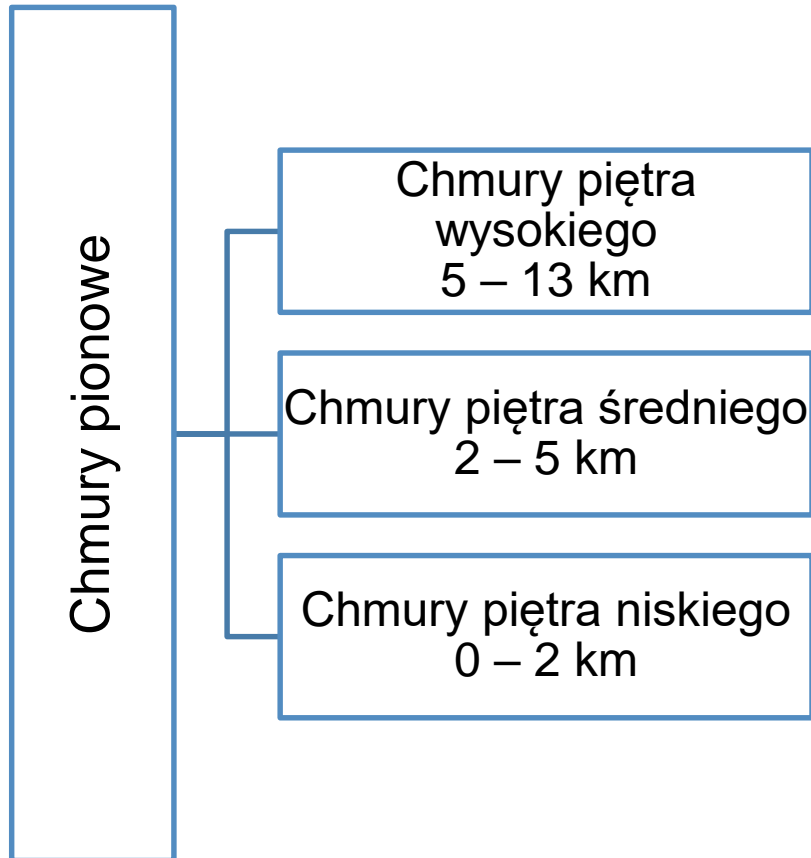 Chmury pionowe
Chmury piętra
wysokiego
5 – 13 km
Chmury piętra średniego
2 – 5 km
Chmury piętra niskiego
0 – 2 km